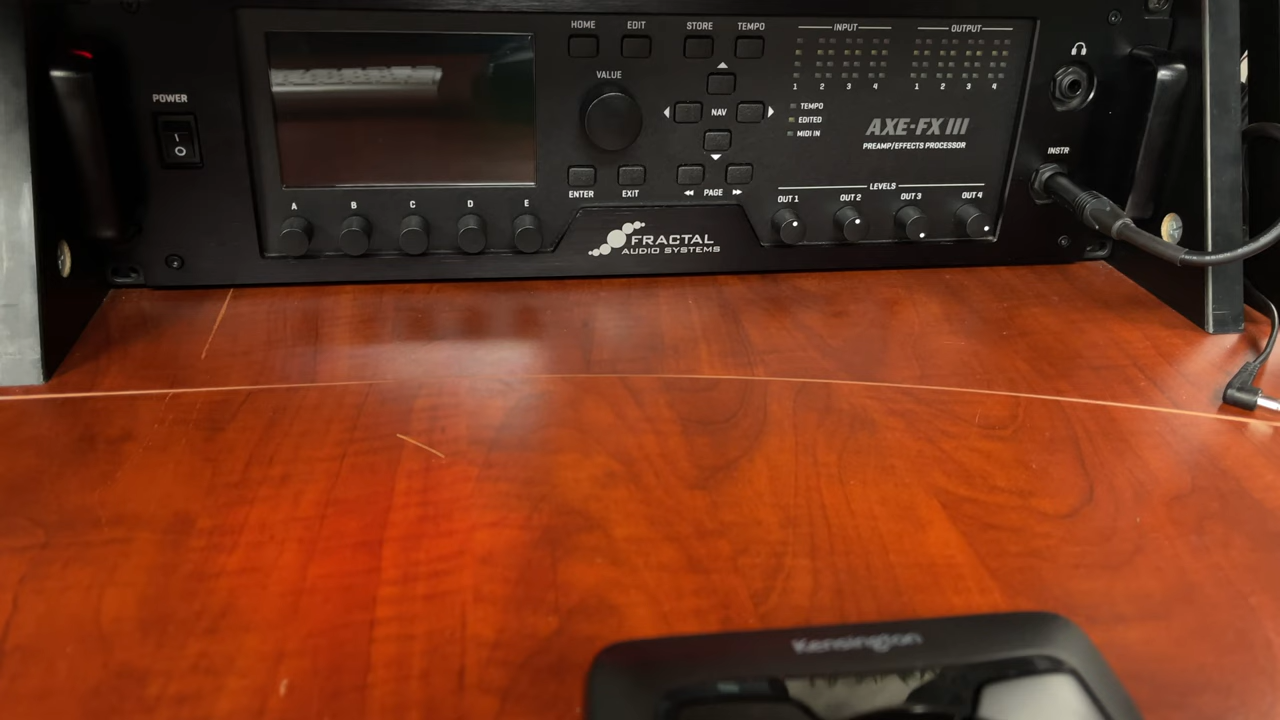 HOME EDIT STORE TEMPO INPUT OUTPUT
VALUE
1 2 3 4 1 2 3 4
POWER
NAV
TEMPO
EDITED
MIDI IN
AXE-FX III
PREAMP/EFFECTS PROCESSOR
INSTR
ENTER EXIT PAGE
LEVELS
A B C D E
OUT 1 OUT 2 OUT 3 OUT 4
FRACTAL
AUDIO SYSTEMS
Kensington